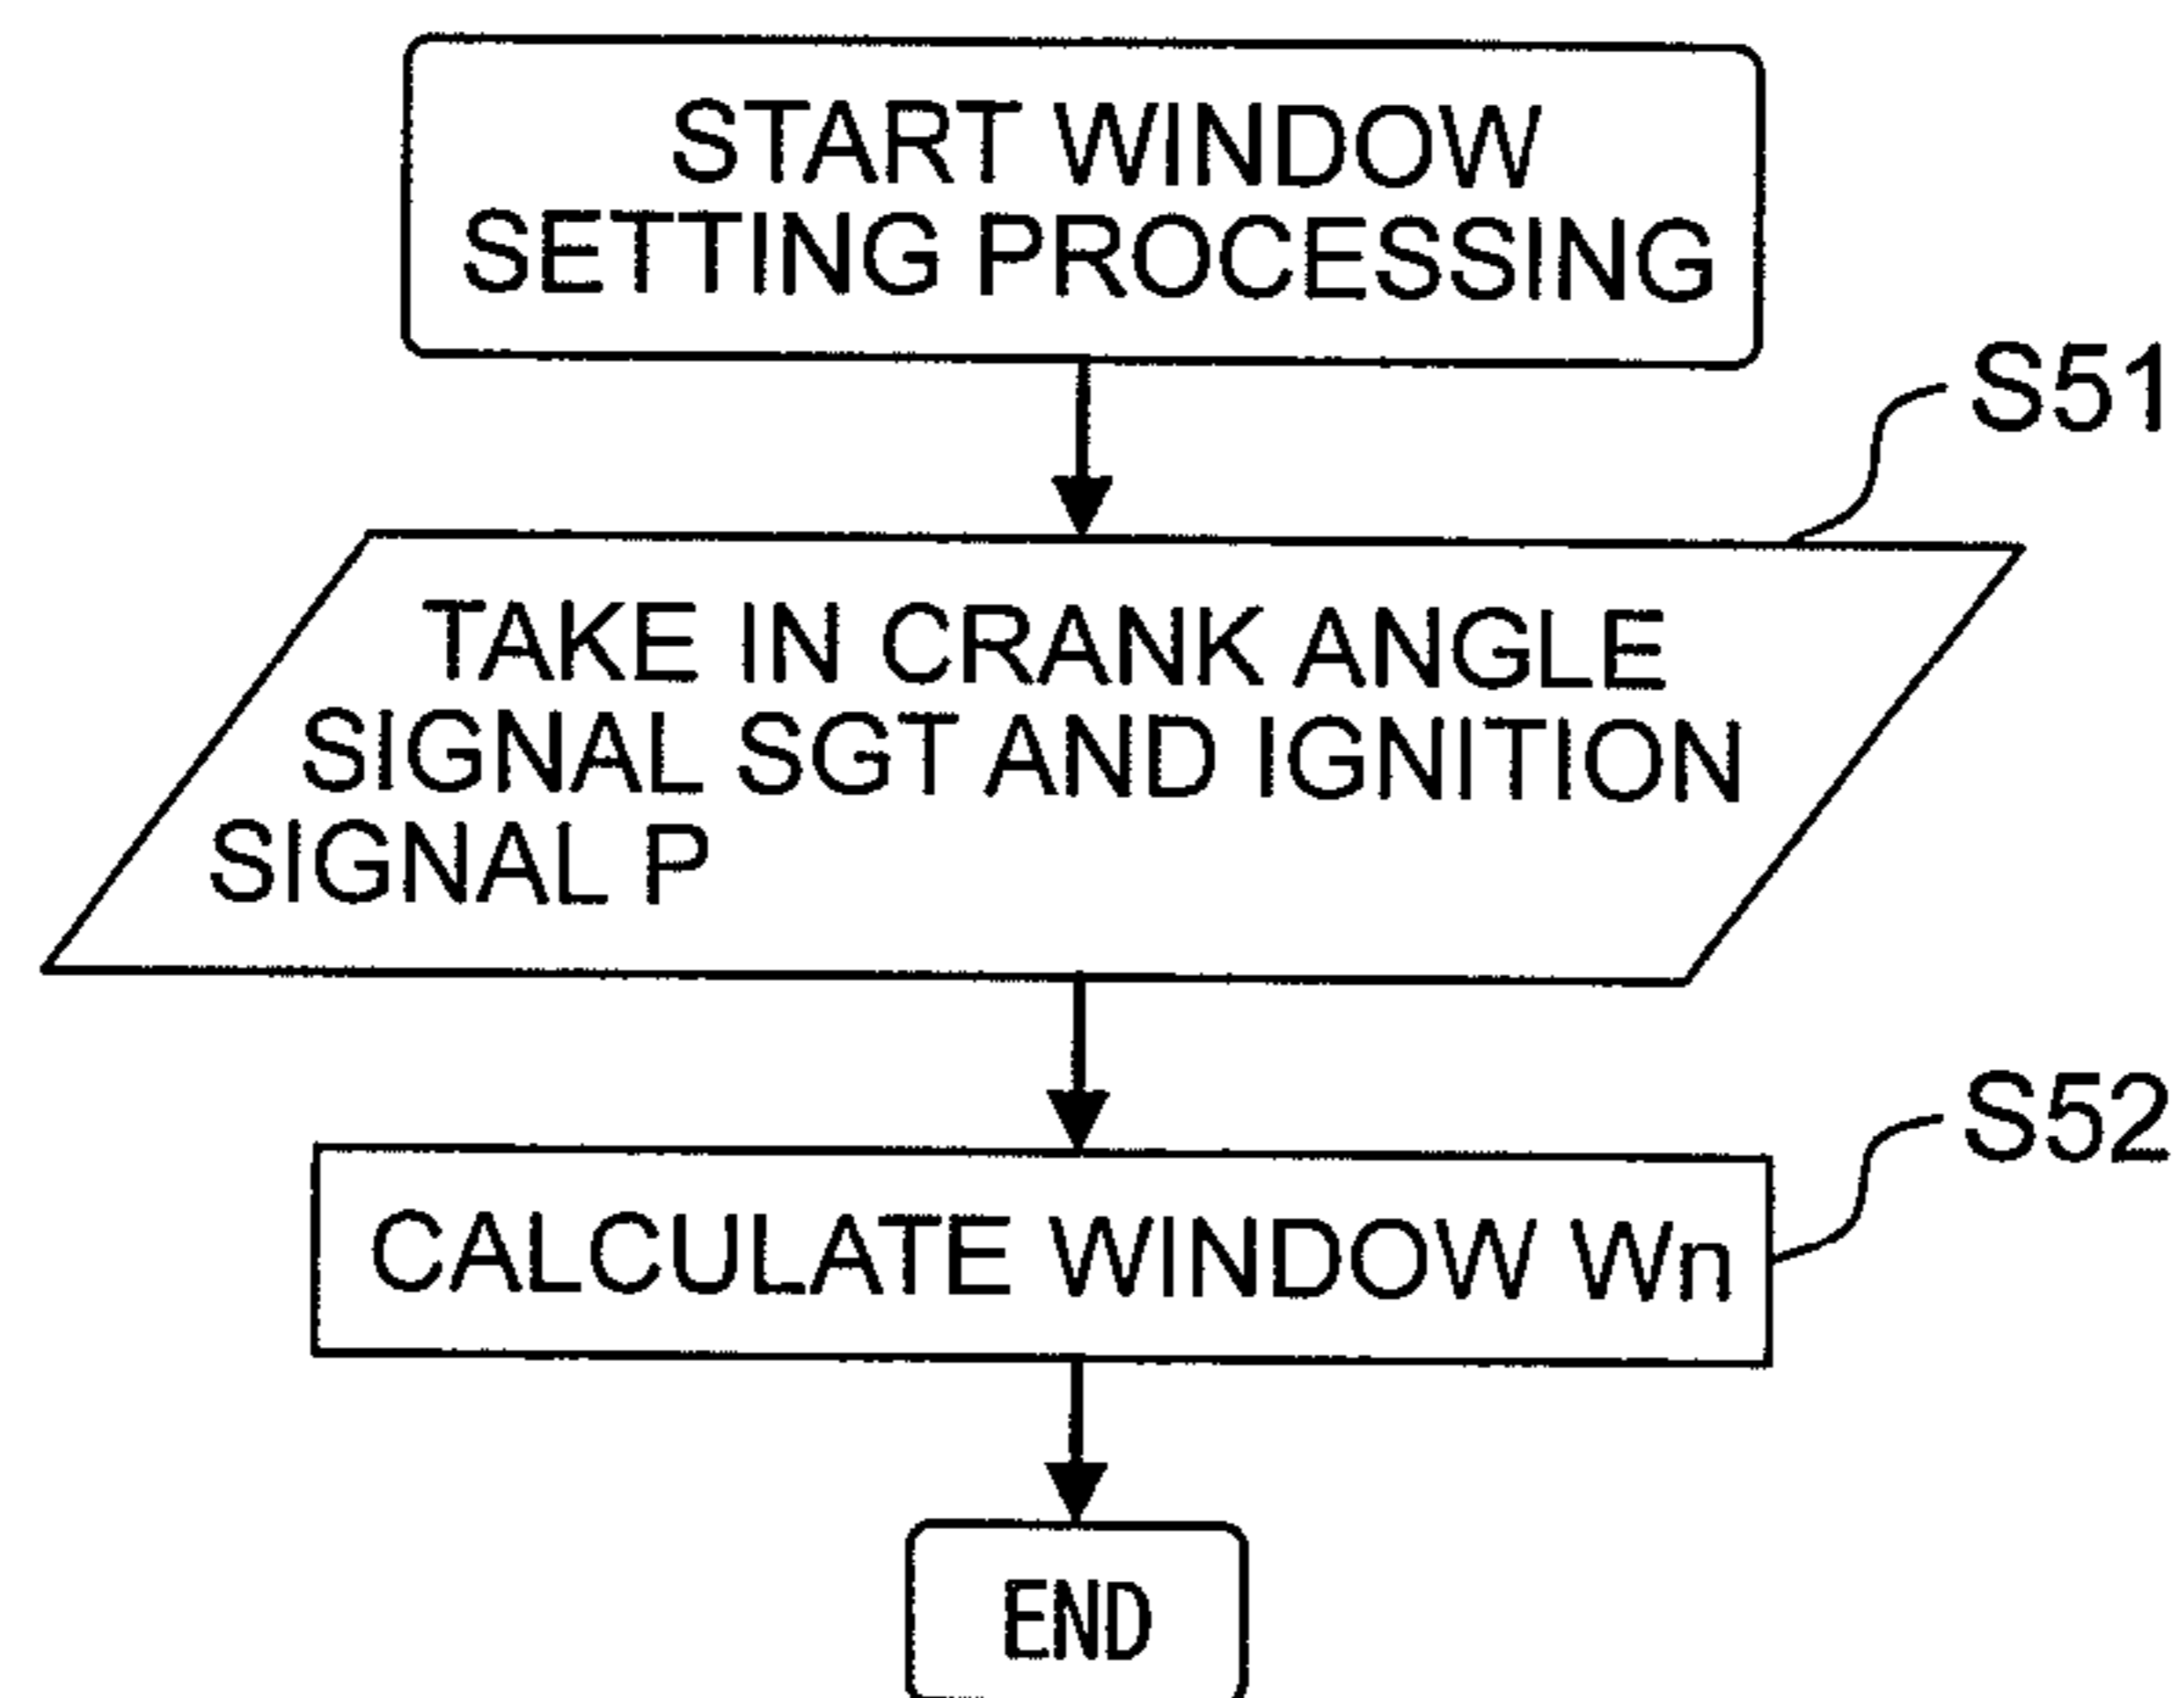 START WINDOW
SETTING PROCESSING
S51
TAKE IN CRANK ANGLE
SIGNAL SGT AND IGNITION
SIGNAL P
S52
CALCULATE WINDOW Wn
END